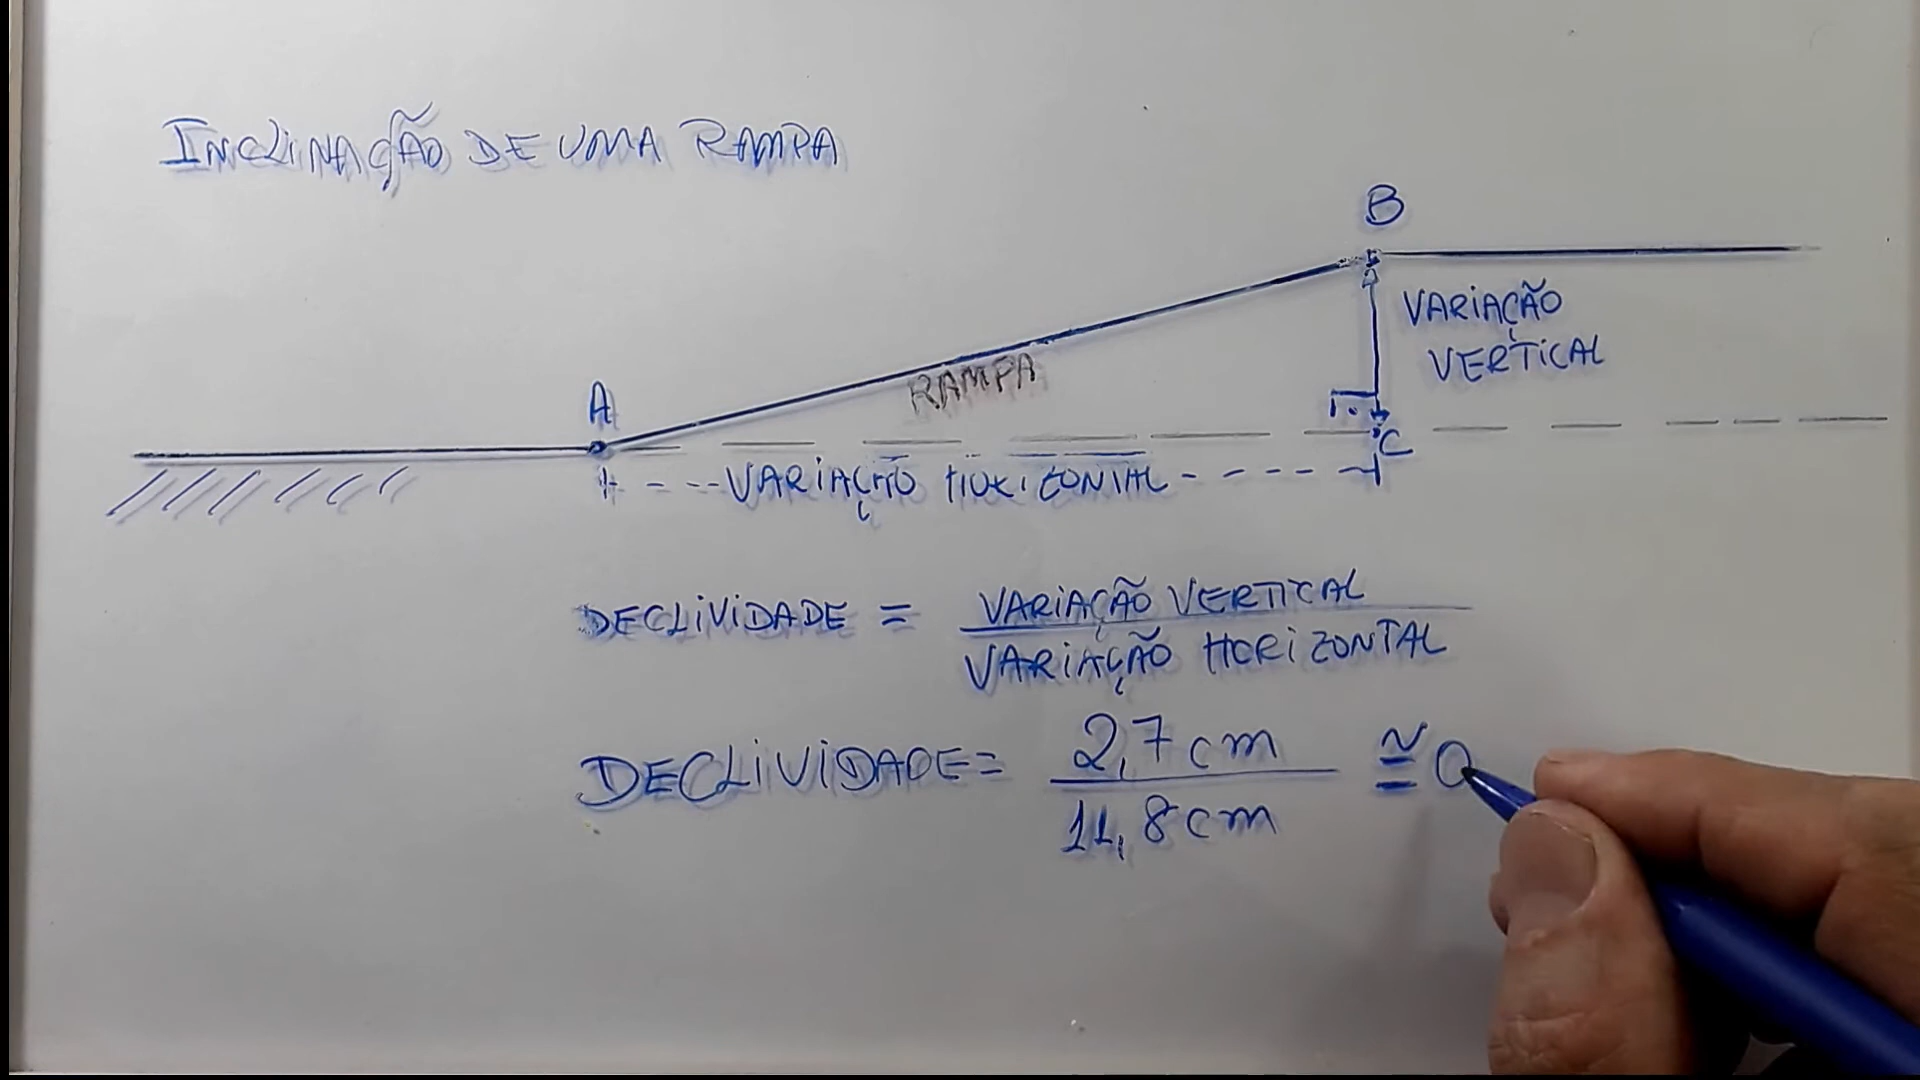 INCLINAÇÃO DE UMA RAMPA
B
VARIAÇÃO
VERTICAL
A
RAMPA
C
VARIAÇÃO HORIZONTAL
DECLIVIDADE = VARIAÇÃO VERTICAL
VARIAÇÃO HORIZONTAL
DECLIVIDADE = 2,7 cm ≅ 0
11,8 cm